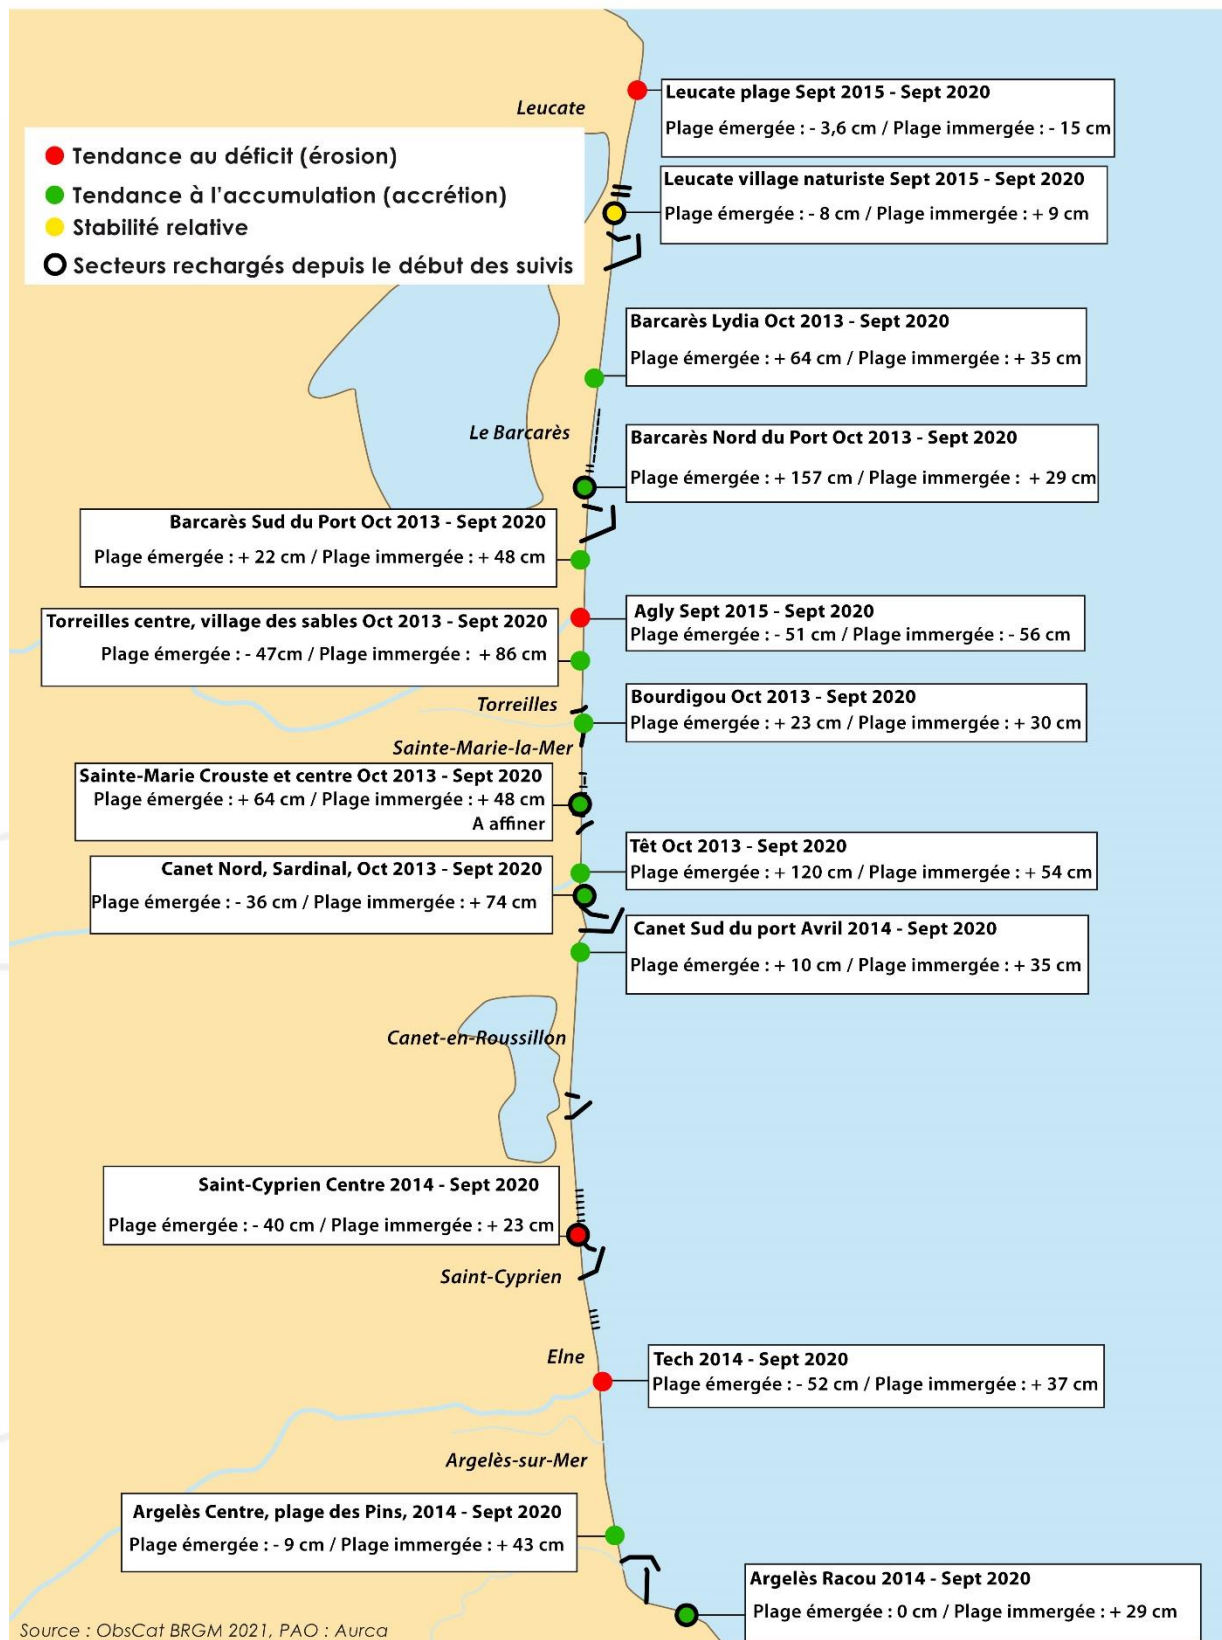 Leucate plage Sept 2015 - Sept 2020
Plage émergée : - 3,6 cm / Plage immergée : - 15 cm
Leucate
Tendance au déficit (érosion)
Tendance à l'accumulation (accrétion)
Stabilité relative
Secteurs rechargés depuis le début des suivis
Leucate village naturiste Sept 2015 - Sept 2020
Plage émergée : - 8 cm / Plage immergée : + 9 cm
Barcarès Lydia Oct 2013 - Sept 2020
Plage émergée : + 64 cm / Plage immergée : + 35 cm
Le Barcarès
Barcarès Nord du Port Oct 2013 - Sept 2020
Plage émergée : + 157 cm / Plage immergée : + 29 cm
Barcarès Sud du Port Oct 2013 - Sept 2020
Plage émergée : + 22 cm / Plage immergée : + 48 cm
Agly Sept 2015 - Sept 2020
Plage émergée : - 51 cm / Plage immergée : - 56 cm
Torreilles centre, village des sables Oct 2013 - Sept 2020
Plage émergée : - 47cm / Plage immergée : + 86 cm
Torreilles
Bourdigou Oct 2013 - Sept 2020
Plage émergée : + 23 cm / Plage immergée : + 30 cm
Sainte-Marie-la-Mer
Sainte-Marie Crouste et centre Oct 2013 - Sept 2020
Plage émergée : + 64 cm / Plage immergée : + 48 cm
A affiner
Têt Oct 2013 - Sept 2020
Plage émergée : + 120 cm / Plage immergée : + 54 cm
Canet Nord, Sardinal, Oct 2013 - Sept 2020
Plage émergée : - 36 cm / Plage immergée : + 74 cm
Canet Sud du port Avril 2014 - Sept 2020
Plage émergée : + 10 cm / Plage immergée : + 35 cm
Canet-en-Roussillon
Saint-Cyprien Centre 2014 - Sept 2020
Plage émergée : - 40 cm / Plage immergée : + 23 cm
Saint-Cyprien
Elne
Tech 2014 - Sept 2020
Plage émergée : - 52 cm / Plage immergée : + 37 cm
Argelès-sur-Mer
Argelès Centre, plage des Pins, 2014 - Sept 2020
Plage émergée : - 9 cm / Plage immergée : + 43 cm
Argelès Racou 2014 - Sept 2020
Plage émergée : 0 cm / Plage immergée : + 29 cm
Source : ObsCat BRGM 2021, PAO : Aurca